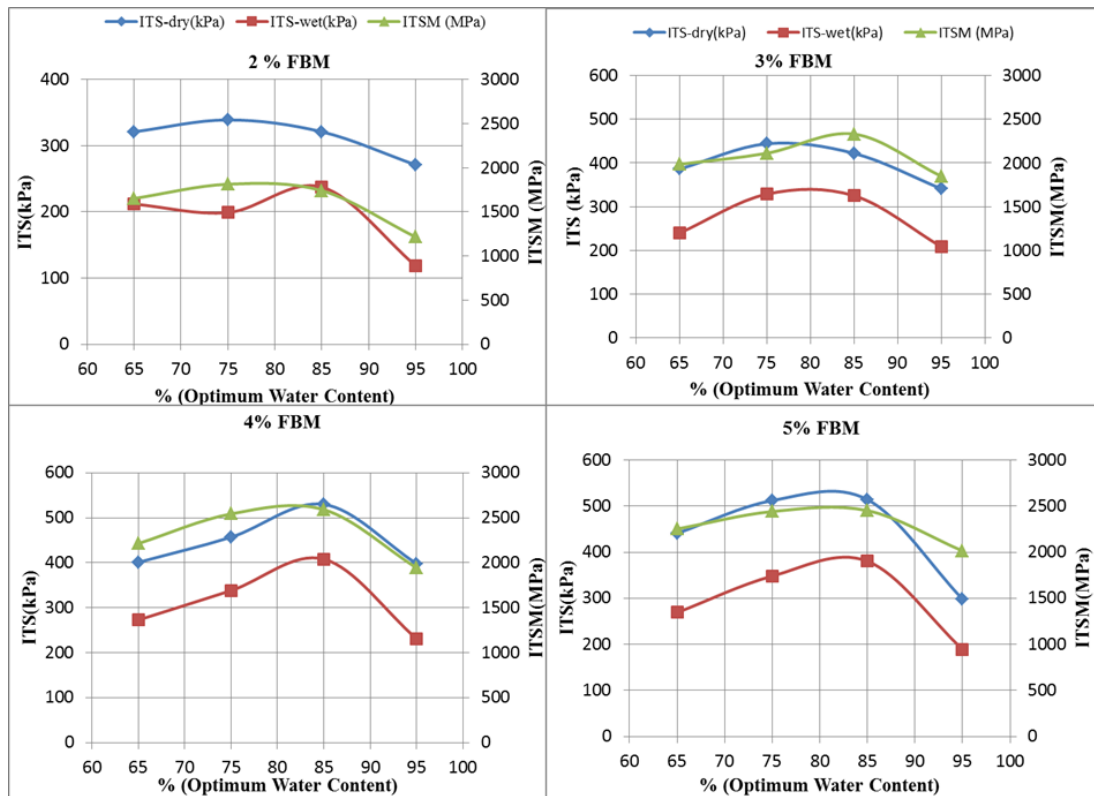 ITS-dry(kPa) ITS-wet(kPa) ITSM (MPa)
2 % FBM
400
300
200
100
0
ITS(kPa)
3000
2500
2000
1500
1000
500
0
ITSM (MPa)
60 65 70 75 80 85 90 95 100
% (Optimum Water Content)
ITS-dry(kPa) ITS-wet(kPa) ITSM (MPa)
3% FBM
600
500
400
300
200
100
0
ITS (kPa)
3000
2500
2000
1500
1000
500
0
ITSM(MPa)
60 65 70 75 80 85 90 95 100
% (Optimum Water Content)
4% FBM
600
500
400
300
200
100
0
ITS(kPa)
3000
2500
2000
1500
1000
500
0
ITSM(MPa)
60 65 70 75 80 85 90 95 100
% (Optimum Water Content)
5% FBM
600
500
400
300
200
100
0
ITS(kPa)
3000
2500
2000
1500
1000
500
0
ITSM(MPa)
60 65 70 75 80 85 90 95 100
% (Optimum Water Content)